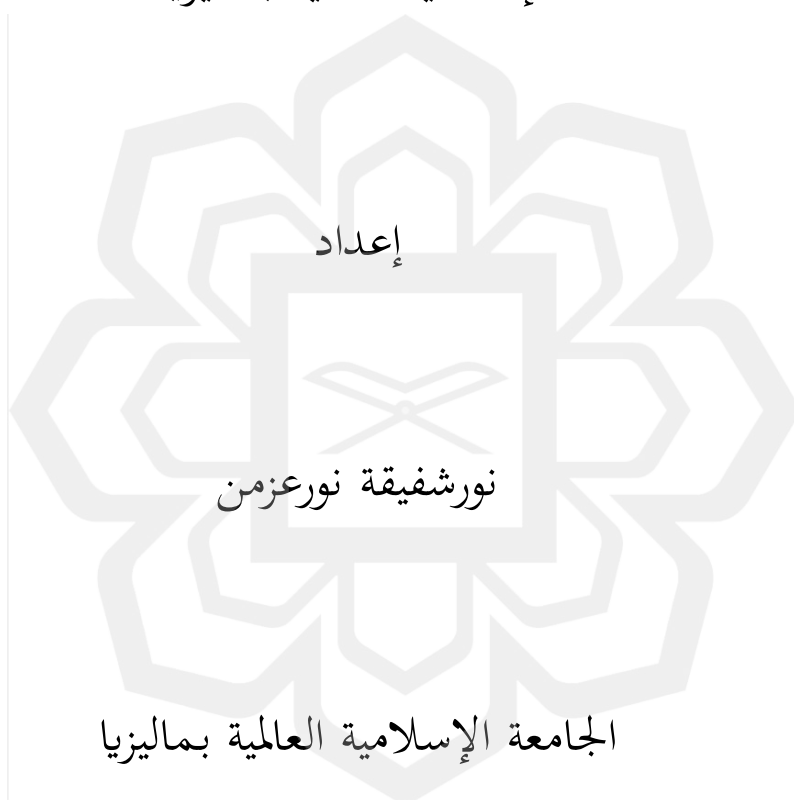 إعداد
نورشفيقة نورعزمن
الجامعة الإسلامية العالمية بماليزيا